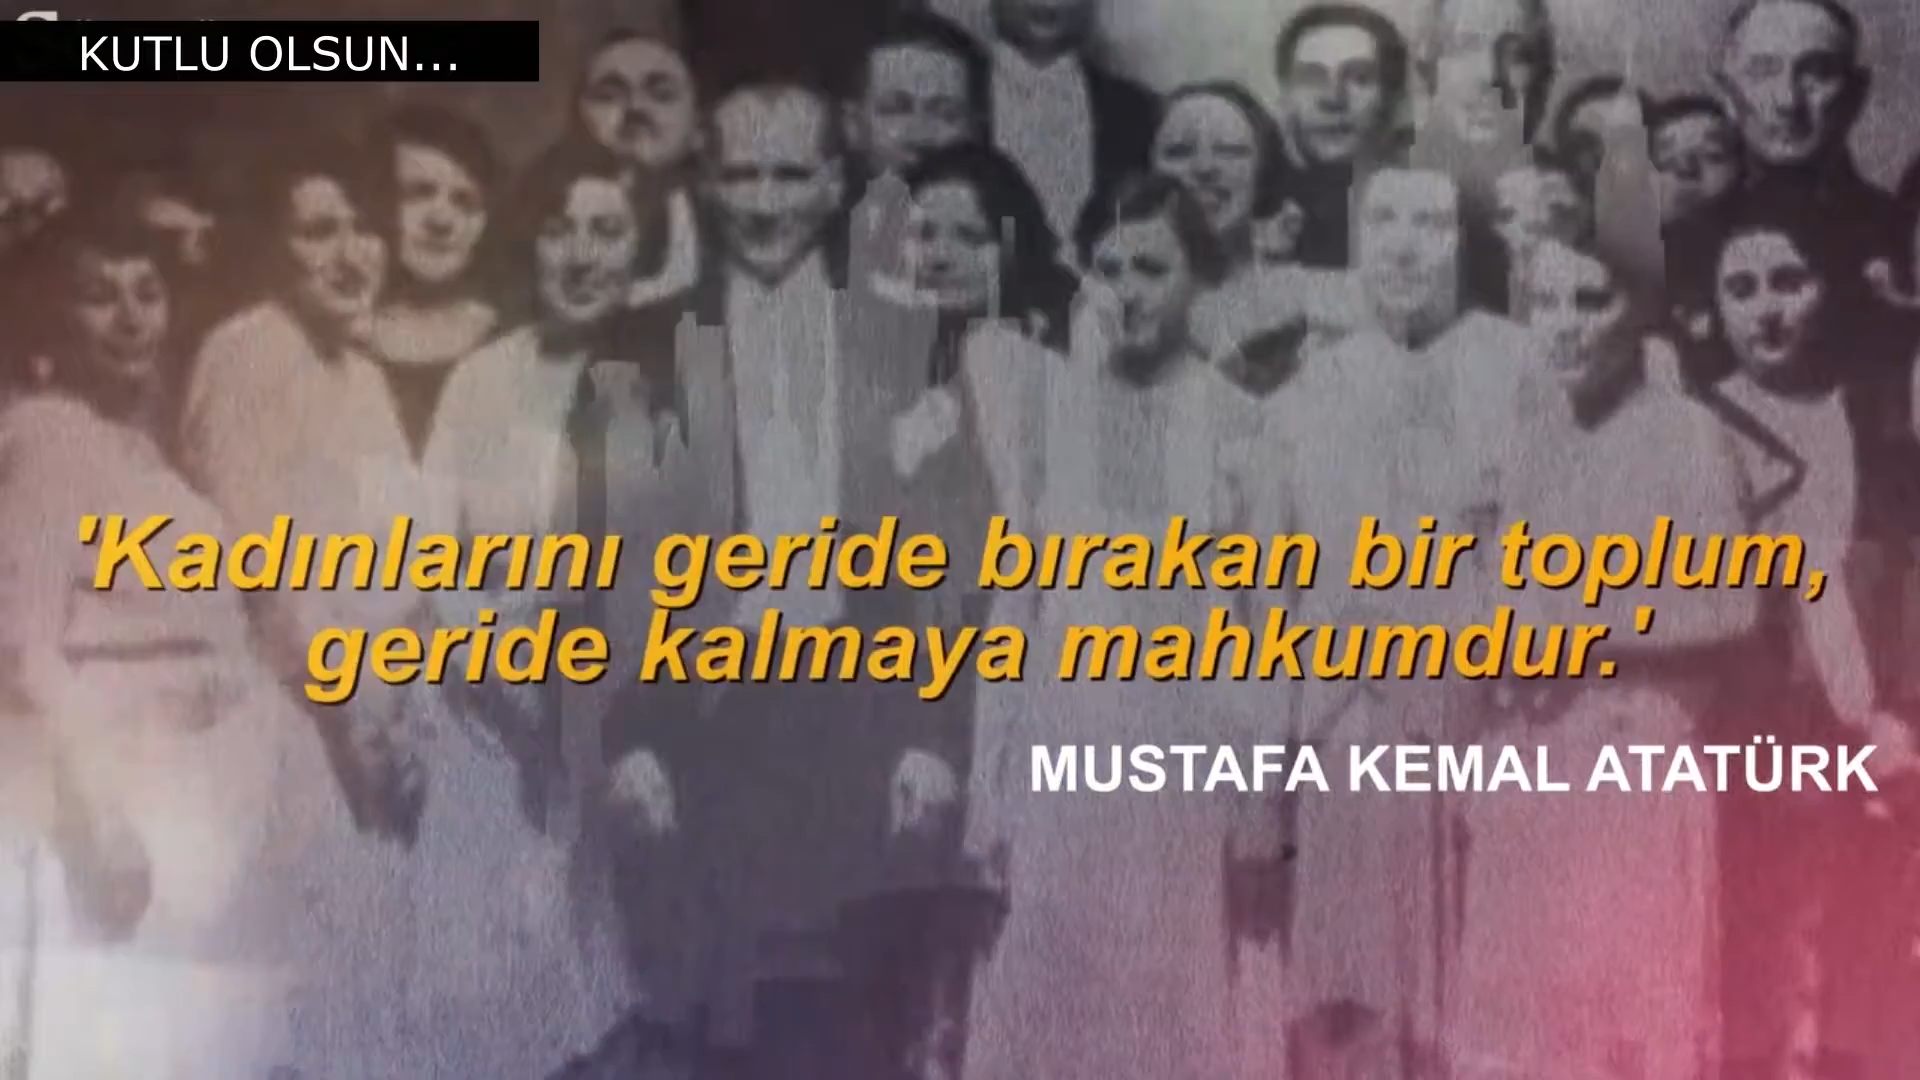 KUTLU OLSUN...
'Kadınlarını geride bırakan bir toplum,
geride kalmaya mahkumdur.'
MUSTAFA KEMAL ATATÜRK